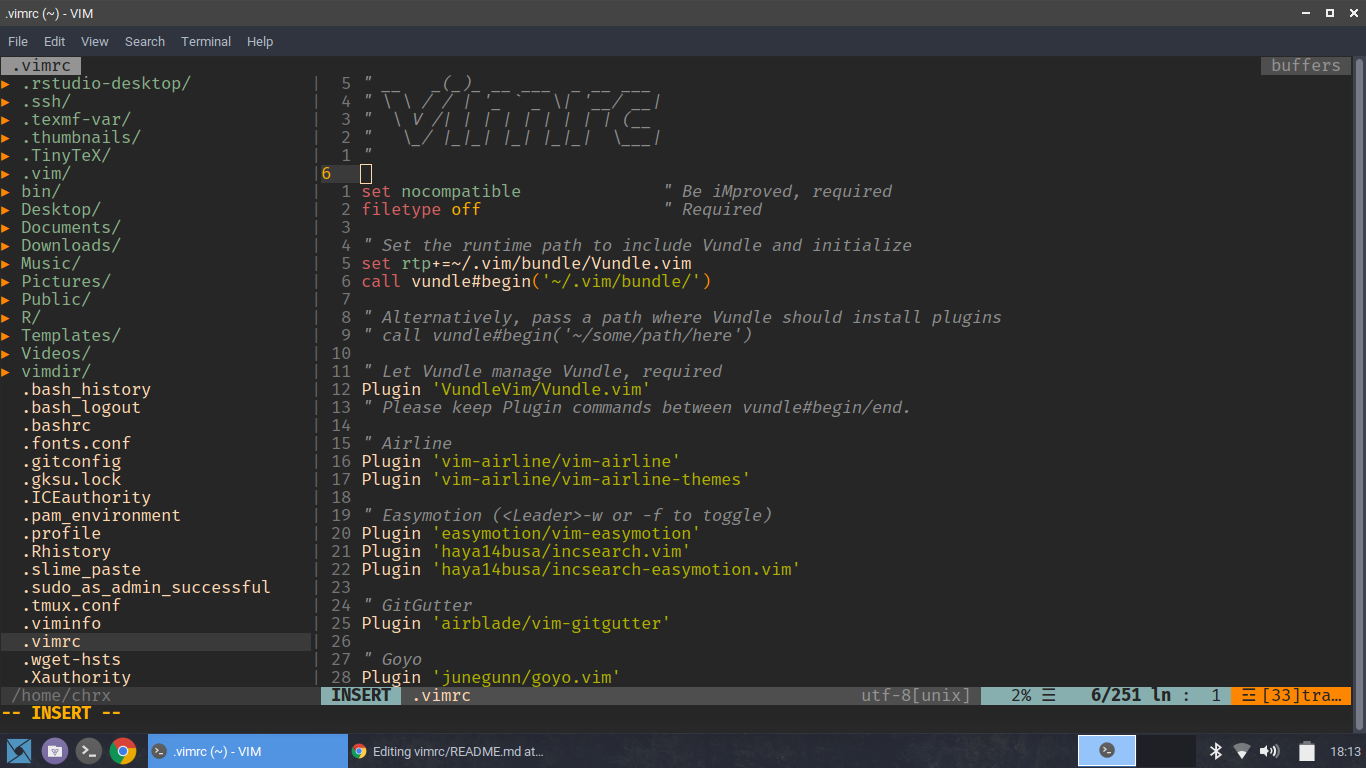 .vimrc (~) - VIM
File Edit View Search Terminal Help
.vimrc buffers
▸ .rstudio-desktop/ | 5 " __   _(_)_ __ ___  _ __ ___
▸ .ssh/ | 4 " \ \ / / | '_ ` _ \| '__/ __|
▸ .texmf-var/ | 3 "  \ V /| | | | | | | | | (__
▸ .thumbnails/ | 2 "   \_/ |_|_| |_| |_|_|  \___|
▸ .TinyTeX/ | 1 "
▸ .vim/ |6
▸ bin/ | 1 set nocompatible " Be iMproved, required
▸ Desktop/ | 2 filetype off " Required
▸ Documents/ | 3
▸ Downloads/ | 4 " Set the runtime path to include Vundle and initialize
▸ Music/ | 5 set rtp+=~/.vim/bundle/Vundle.vim
▸ Pictures/ | 6 call vundle#begin('~/.vim/bundle/')
▸ Public/ | 7
▸ R/ | 8 " Alternatively, pass a path where Vundle should install plugins
▸ Templates/ | 9 " call vundle#begin('~/some/path/here')
▸ Videos/ | 10
▸ vimdir/ | 11 " Let Vundle manage Vundle, required
.bash_history | 12 Plugin 'VundleVim/Vundle.vim'
.bash_logout | 13 " Please keep Plugin commands between vundle#begin/end.
.bashrc | 14
.fonts.conf | 15 " Airline
.gitconfig | 16 Plugin 'vim-airline/vim-airline'
.gksu.lock | 17 Plugin 'vim-airline/vim-airline-themes'
.ICEauthority | 18
.pam_environment | 19 " Easymotion (<Leader>-w or -f to toggle)
.profile | 20 Plugin 'easymotion/vim-easymotion'
.Rhistory | 21 Plugin 'haya14busa/incsearch.vim'
.slime_paste | 22 Plugin 'haya14busa/incsearch-easymotion.vim'
.sudo_as_admin_successful | 23
.tmux.conf | 24 " GitGutter
.viminfo | 25 Plugin 'airblade/vim-gitgutter'
.vimrc | 26
.wget-hsts | 27 " Goyo
.Xauthority | 28 Plugin 'junegunn/goyo.vim'
/home/chrx INSERT .vimrc utf-8[unix] 2% ☰ 6/251 ln : 1 ☲ [33]tra…
-- INSERT --
.vimrc (~) - VIM Editing vimrc/README.md at... 18:13